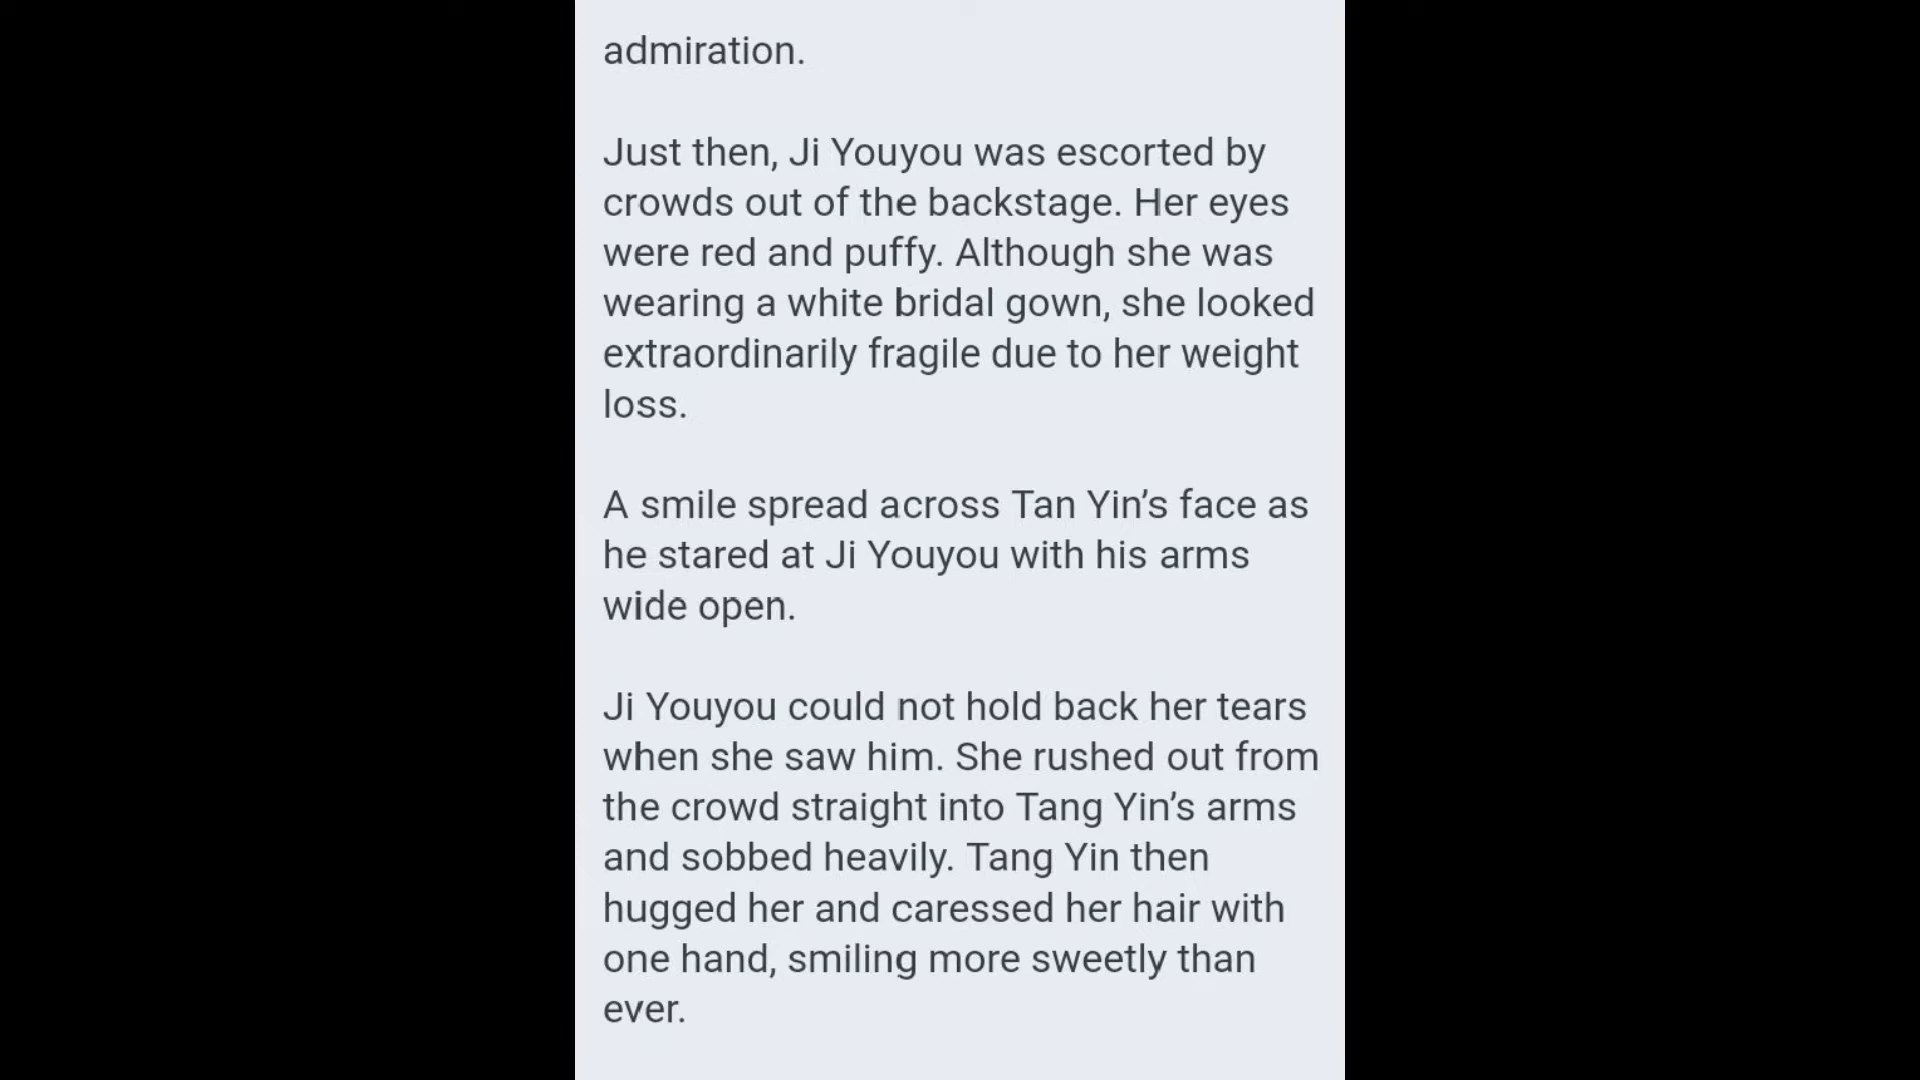 admiration.
Just then, Ji Youyou was escorted by
crowds out of the backstage. Her eyes
were red and puffy. Although she was
wearing a white bridal gown, she looked
extraordinarily fragile due to her weight
loss.
A smile spread across Tan Yin’s face as
he stared at Ji Youyou with his arms
wide open.
Ji Youyou could not hold back her tears
when she saw him. She rushed out from
the crowd straight into Tang Yin’s arms
and sobbed heavily. Tang Yin then
hugged her and caressed her hair with
one hand, smiling more sweetly than
ever.